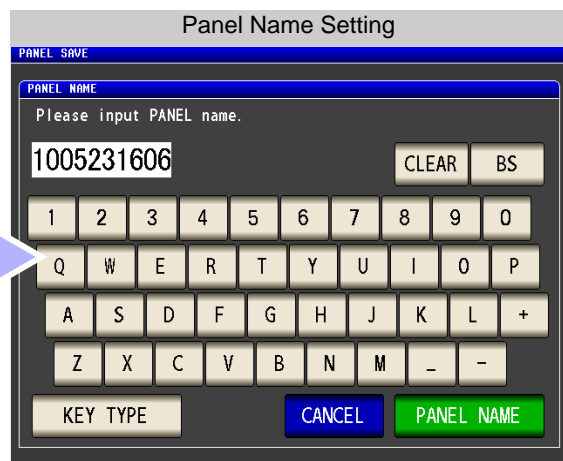 Panel Name Setting
PANEL SAVE
PANEL NAME
Please input PANEL name.
1005231606 CLEAR BS
1 2 3 4 5 6 7 8 9 0
Q W E R T Y U I O P
A S D F G H J K L +
Z X C V B N M _ -
KEY TYPE CANCEL PANEL NAME